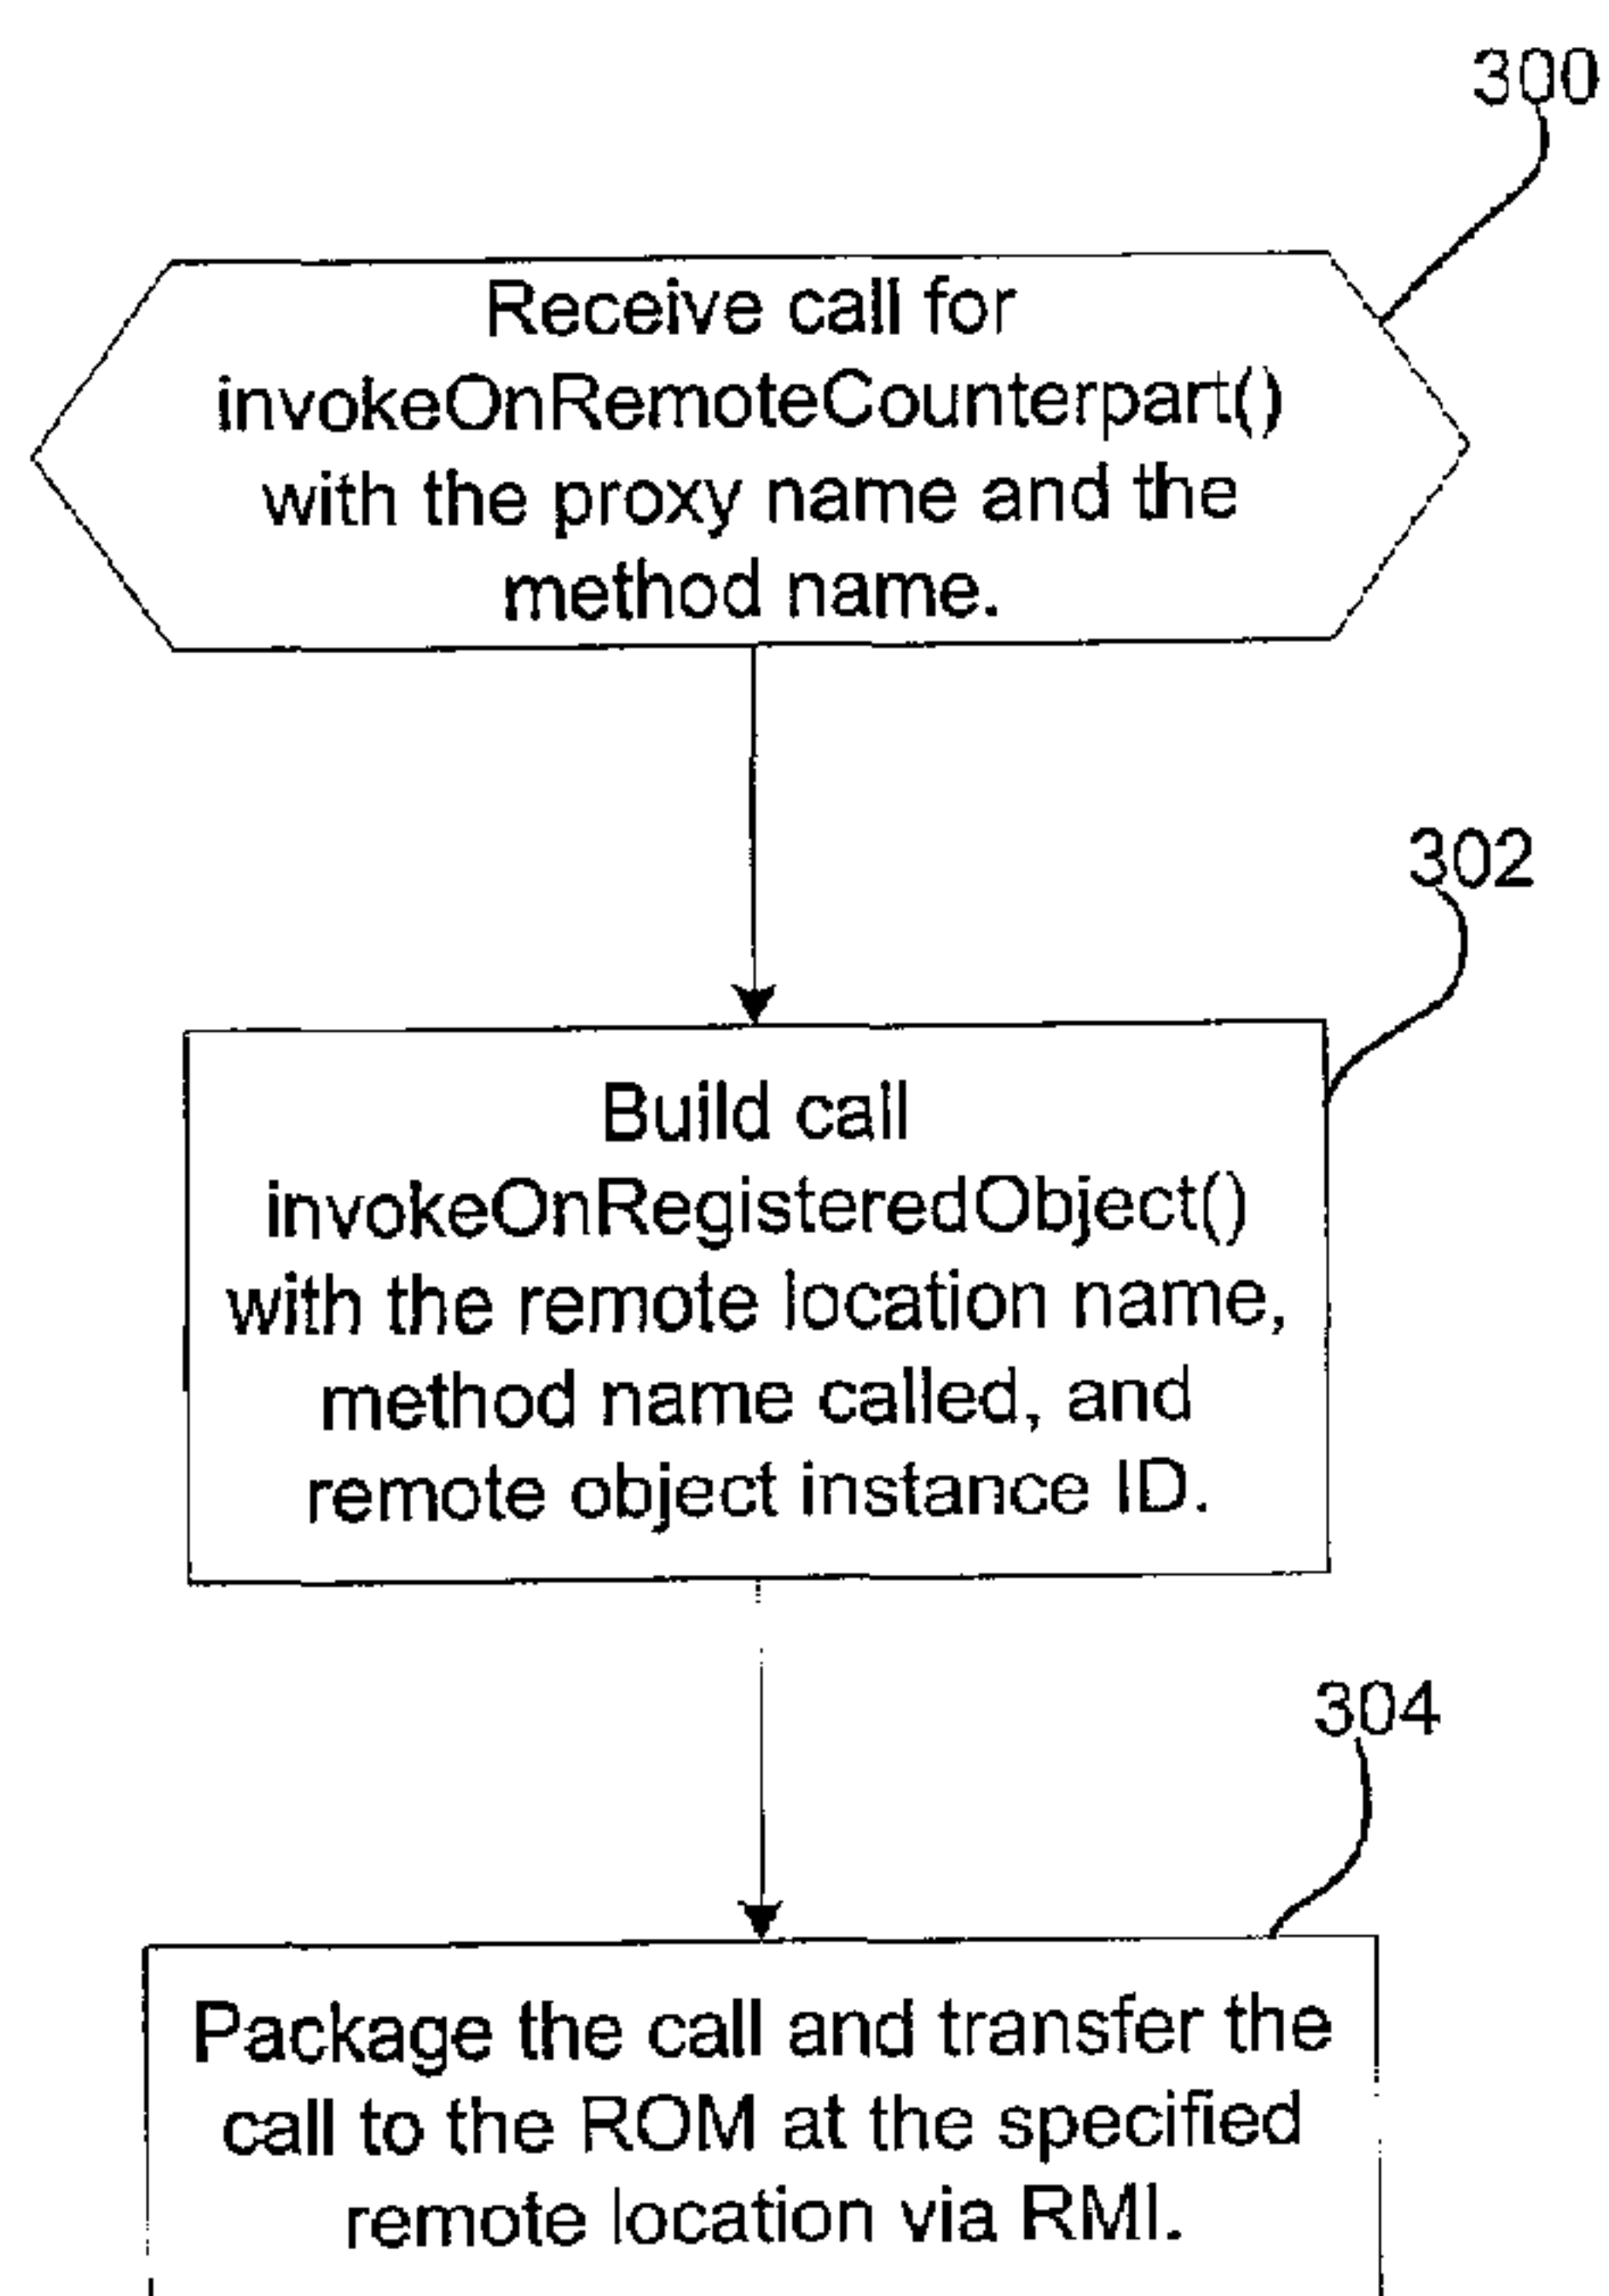 300
Receive call for
invokeOnRemoteCounterpart()
with the proxy name and the
method name.
302
Build call
invokeOnRegisteredObject()
with the remote location name,
method name called, and
remote object instance ID.
304
Package the call and transfer the
call to the ROM at the specified
remote location via RMI.